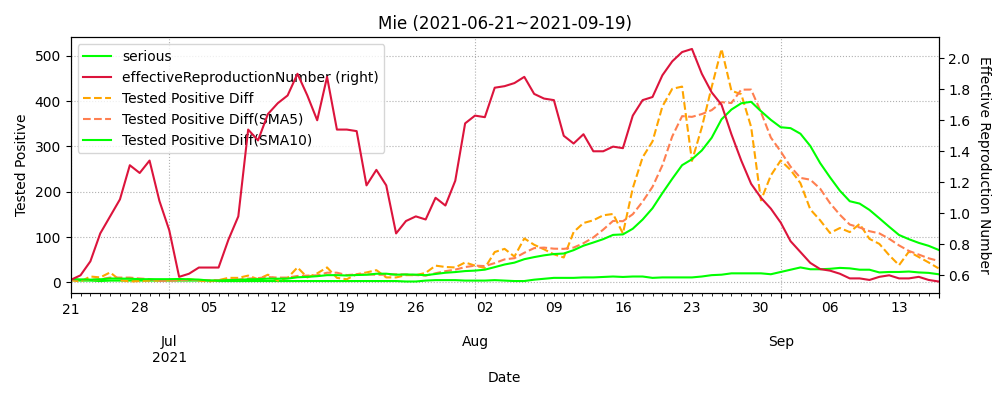 Mie (2021-06-21~2021-09-19)
serious
effectiveReproductionNumber (right)
Tested Positive Diff
Tested Positive Diff(SMA5)
Tested Positive Diff(SMA10)
Tested Positive
500
400
300
200
100
0
2.0
1.8
1.6
1.4
1.2
1.0
0.8
0.6
Effective Reproduction Number
21 28 05 12 19 26 02 09 16 23 30 06 13
Jul Aug Sep
2021
Date